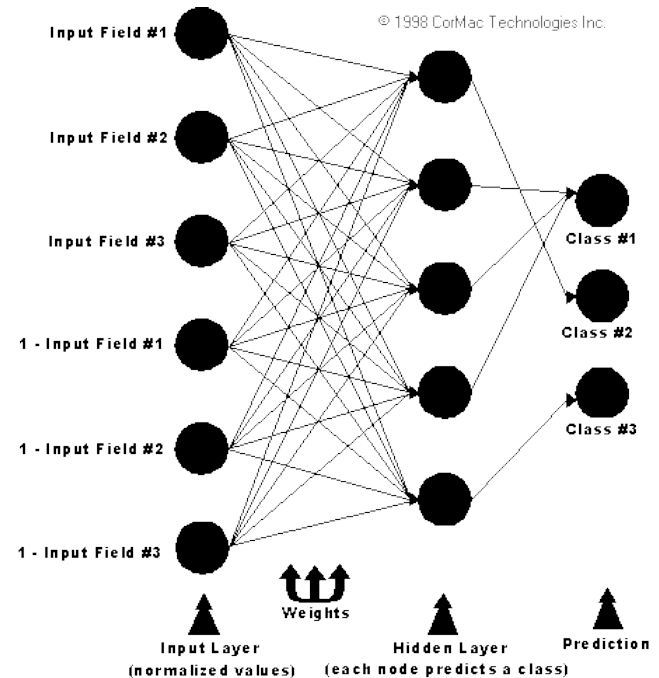 © 1998 CorMac Technologies Inc.
Input Field #1
Input Field #2
Input Field #3
1 - Input Field #1
1 - Input Field #2
1 - Input Field #3
Class #1
Class #2
Class #3
Weights
Input Layer
(normalized values)
Hidden Layer
(each node predicts a class)
Prediction